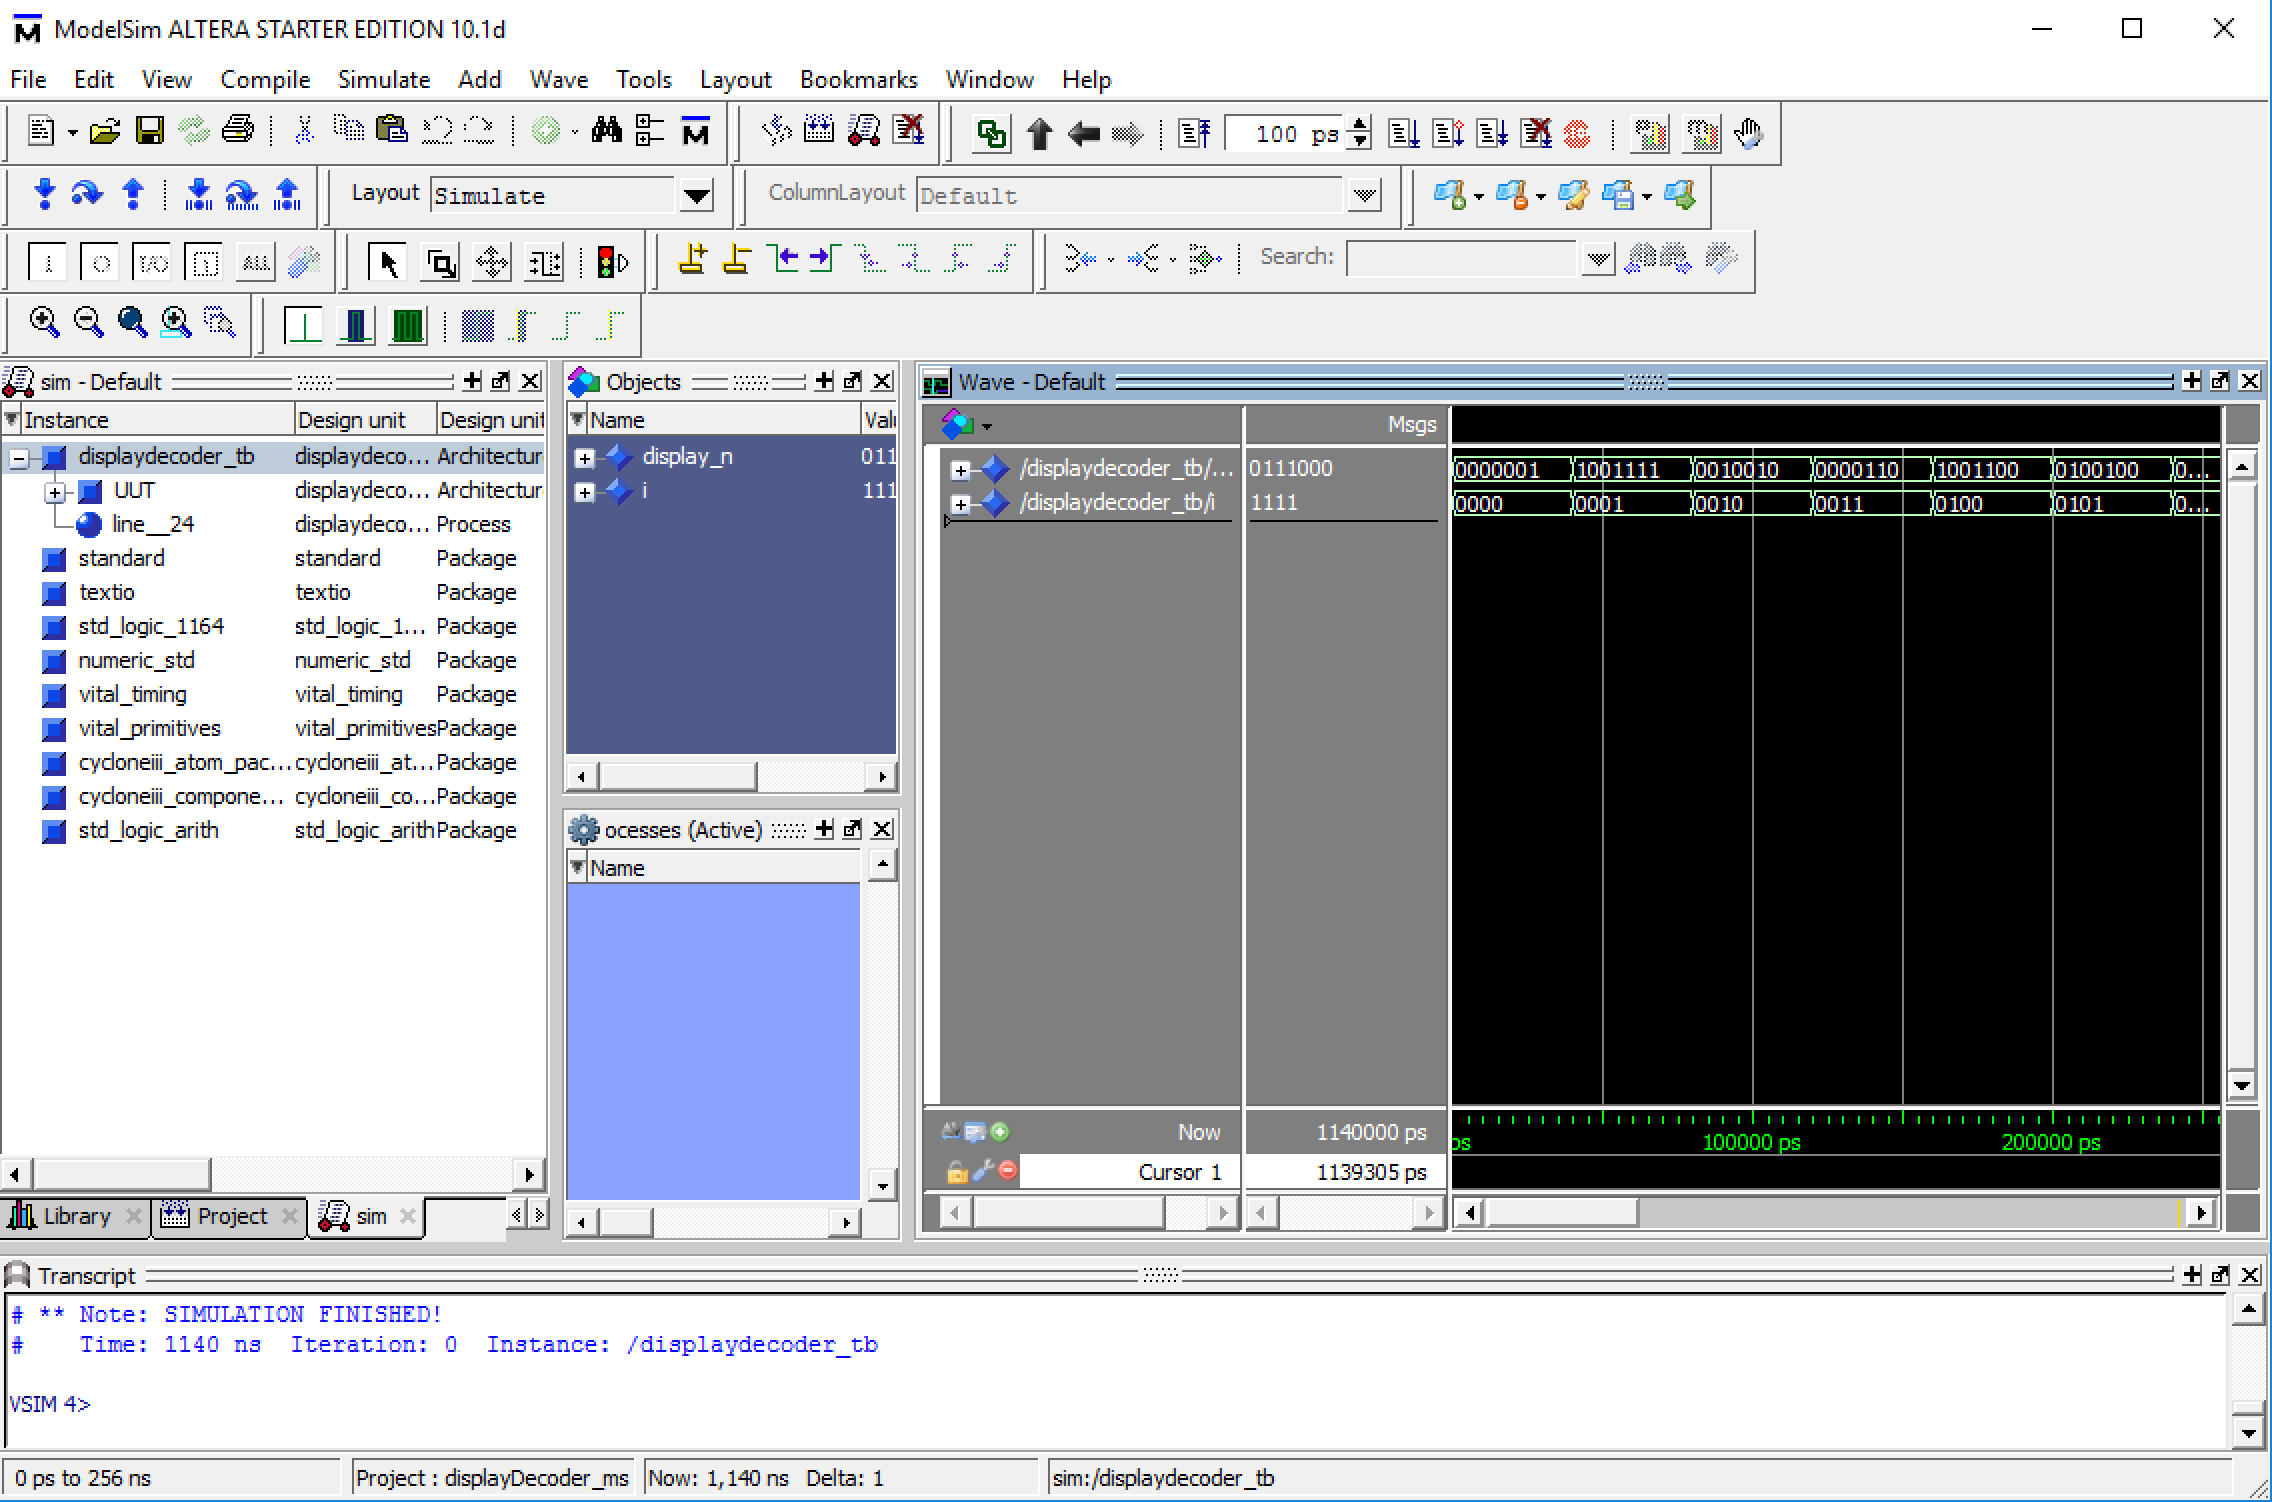 ModelSim ALTERA STARTER EDITION 10.1d
File Edit View Compile Simulate Add Wave Tools Layout Bookmarks Window Help
100 ps
Layout Simulate ColumnLayout Default
ALL Search:
sim - Default
Instance Design unit Design unit
displaydecoder_tb displaydeco... Architectur
UUT displaydeco... Architectur
line__24 displaydeco... Process
standard standard Package
textio textio Package
std_logic_1164 std_logic_1... Package
numeric_std numeric_std Package
vital_timing vital_timing Package
vital_primitives vital_primitives Package
cycloneiii_atom_pac... cycloneiii_at... Package
cycloneiii_compone... cycloneiii_co... Package
std_logic_arith std_logic_arith Package
Library Project sim
Objects
Name Valu
display_n 011
i 111
ocesses (Active)
Name
Wave - Default
Msgs
/displaydecoder_tb/... 0111000 0000001 1001111 0010010 0000110 1001100 0100100 0...
/displaydecoder_tb/i 1111 0000 0001 0010 0011 0100 0101 0...
Now 1140000 ps ps 100000 ps 200000 ps
Cursor 1 1139305 ps
Transcript
# ** Note: SIMULATION FINISHED!
# Time: 1140 ns Iteration: 0 Instance: /displaydecoder_tb
VSIM 4>
0 ps to 256 ns Project : displayDecoder_ms Now: 1,140 ns Delta: 1 sim:/displaydecoder_tb